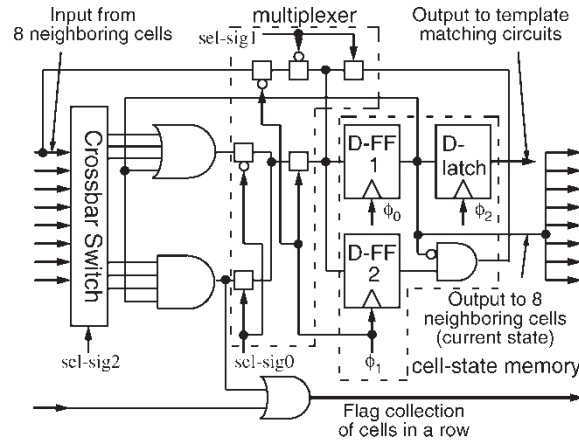 Input from
8 neighboring cells
multiplexer
sel-sig1
Output to template
matching circuits
Crossbar Switch
D-FF
1
D-
latch
ϕ0
ϕ2
D-FF
2
Output to 8
neighboring cells
(current state)
sel-sig2
sel-sig0
ϕ1
cell-state memory
Flag collection
of cells in a row